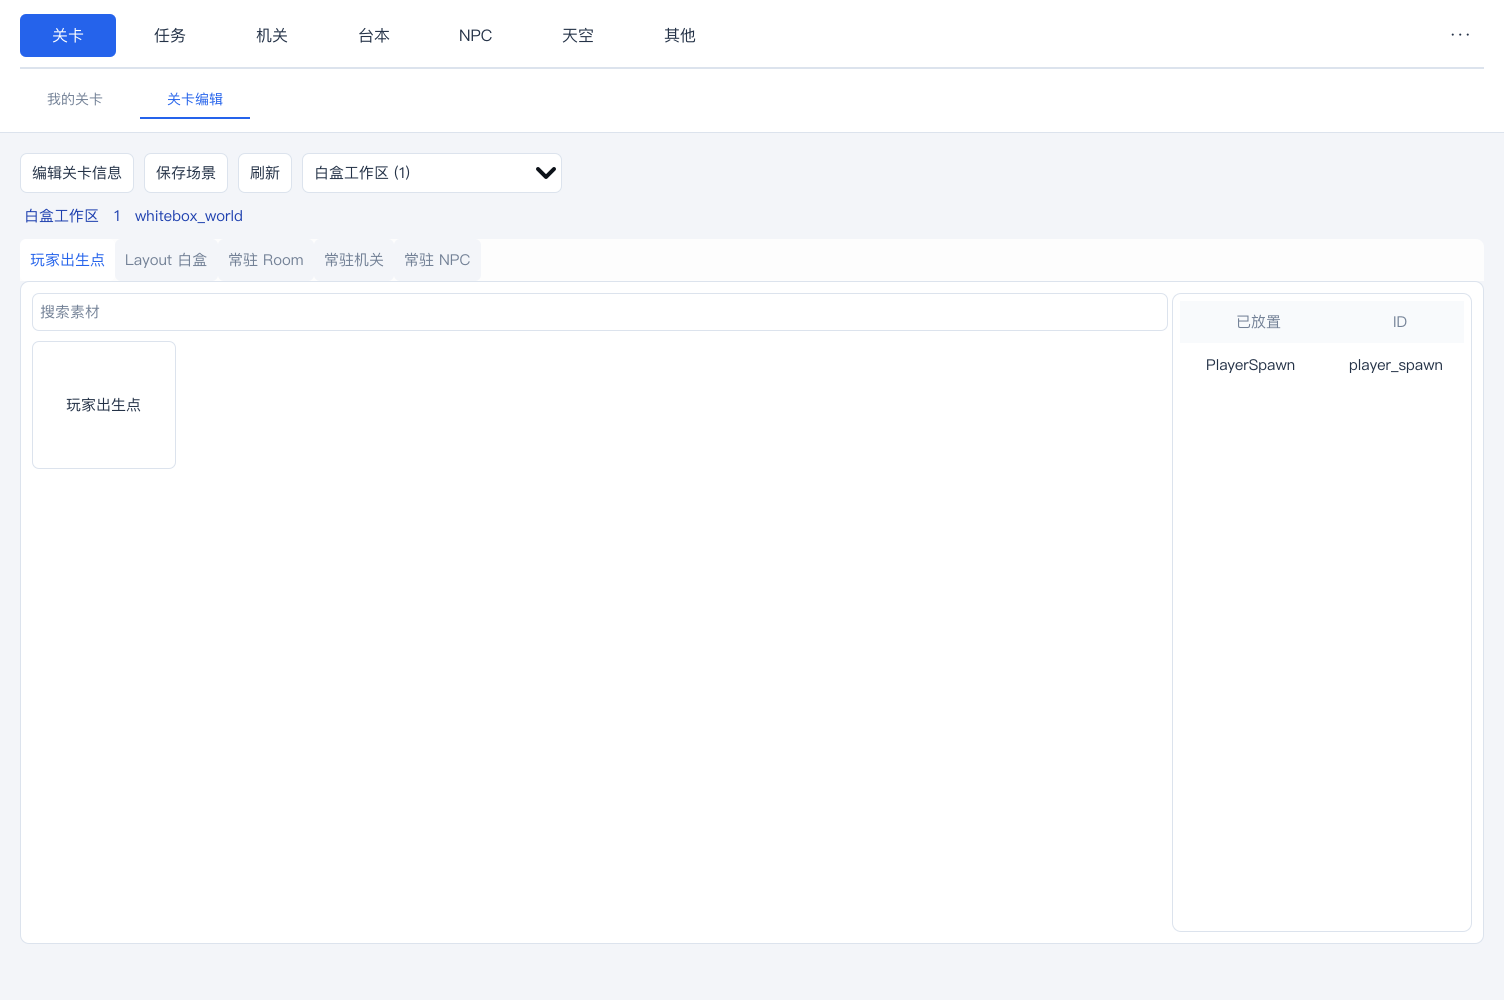 关卡 任务 机关 台本 NPC 天空 其他 ...
我的关卡 关卡编辑
编辑关卡信息 保存场景 刷新 白盒工作区 (1)
白盒工作区 1 whitebox_world
玩家出生点 Layout 白盒 常驻 Room 常驻机关 常驻 NPC
搜索素材
玩家出生点
已放置 ID
PlayerSpawn player_spawn